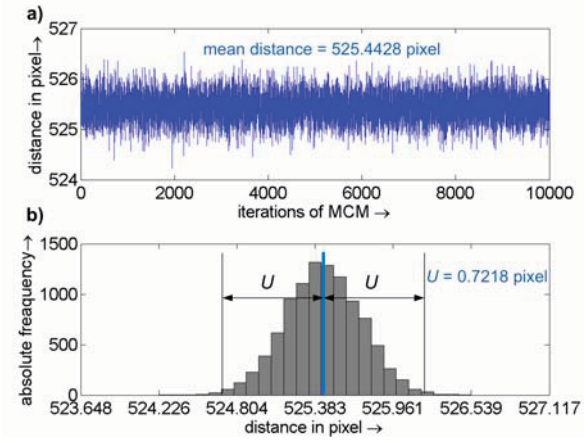 a)
527
526
525
524
distance in pixel→
mean distance = 525.4428 pixel
0 2000 4000 6000 8000 10000
iterations of MCM →
b)
1500
1000
500
0
absolute freaquency→
U U
U = 0.7218 pixel
523.648 524.226 524.804 525.383 525.961 526.539 527.117
distance in pixel→